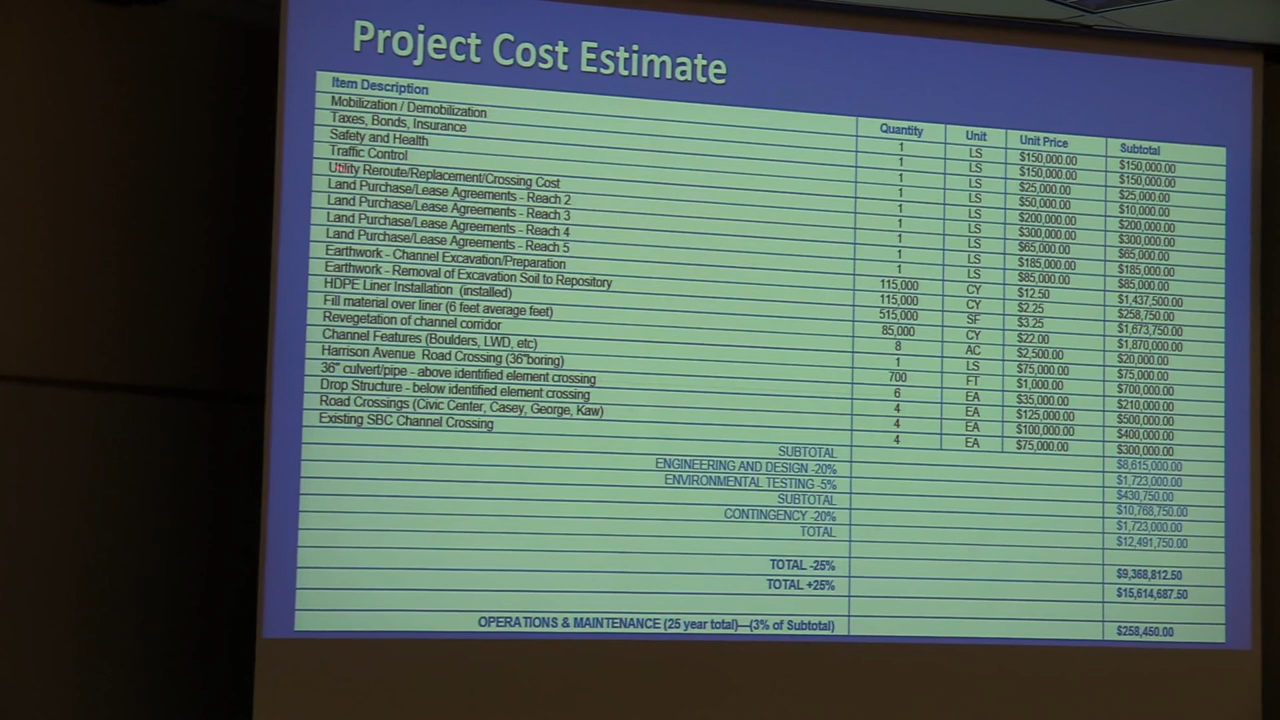 Project Cost Estimate
Item Description Quantity Unit Unit Price Subtotal
Mobilization / Demobilization 1 LS $150,000.00 $150,000.00
Taxes, Bonds, Insurance 1 LS $150,000.00 $150,000.00
Safety and Health 1 LS $25,000.00 $25,000.00
Traffic Control 1 LS $50,000.00 $10,000.00
Utility Reroute/Replacement/Crossing Cost 1 LS $200,000.00 $200,000.00
Land Purchase/Lease Agreements - Reach 2 1 LS $300,000.00 $300,000.00
Land Purchase/Lease Agreements - Reach 3 1 LS $65,000.00 $65,000.00
Land Purchase/Lease Agreements - Reach 4 1 LS $185,000.00 $185,000.00
Land Purchase/Lease Agreements - Reach 5 1 LS $85,000.00 $85,000.00
Earthwork - Channel Excavation/Preparation 115,000 CY $12.50 $1,437,500.00
Earthwork - Removal of Excavation Soil to Repository 115,000 CY $2.25 $258,750.00
HDPE Liner Installation (installed) 515,000 SF $3.25 $1,673,750.00
Fill material over liner (6 feet average feet) 85,000 CY $22.00 $1,870,000.00
Revegetation of channel corridor 8 AC $2,500.00 $20,000.00
Channel Features (Boulders, LWD, etc) 1 LS $75,000.00 $75,000.00
Harrison Avenue Road Crossing (36"boring) 700 FT $1,000.00 $700,000.00
36" culvert/pipe - above identified element crossing 6 EA $35,000.00 $210,000.00
Drop Structure - below identified element crossing 4 EA $125,000.00 $500,000.00
Road Crossings (Civic Center, Casey, George, Kaw) 4 EA $100,000.00 $400,000.00
Existing SBC Channel Crossing 4 EA $75,000.00 $300,000.00
SUBTOTAL $8,615,000.00
ENGINEERING AND DESIGN -20% $1,723,000.00
ENVIRONMENTAL TESTING -5% $430,750.00
SUBTOTAL $10,768,750.00
CONTINGENCY -20% $1,723,000.00
TOTAL $12,491,750.00
TOTAL -25% $9,368,812.50
TOTAL +25% $15,614,687.50
OPERATIONS & MAINTENANCE (25 year total)—(3% of Subtotal) $258,450.00